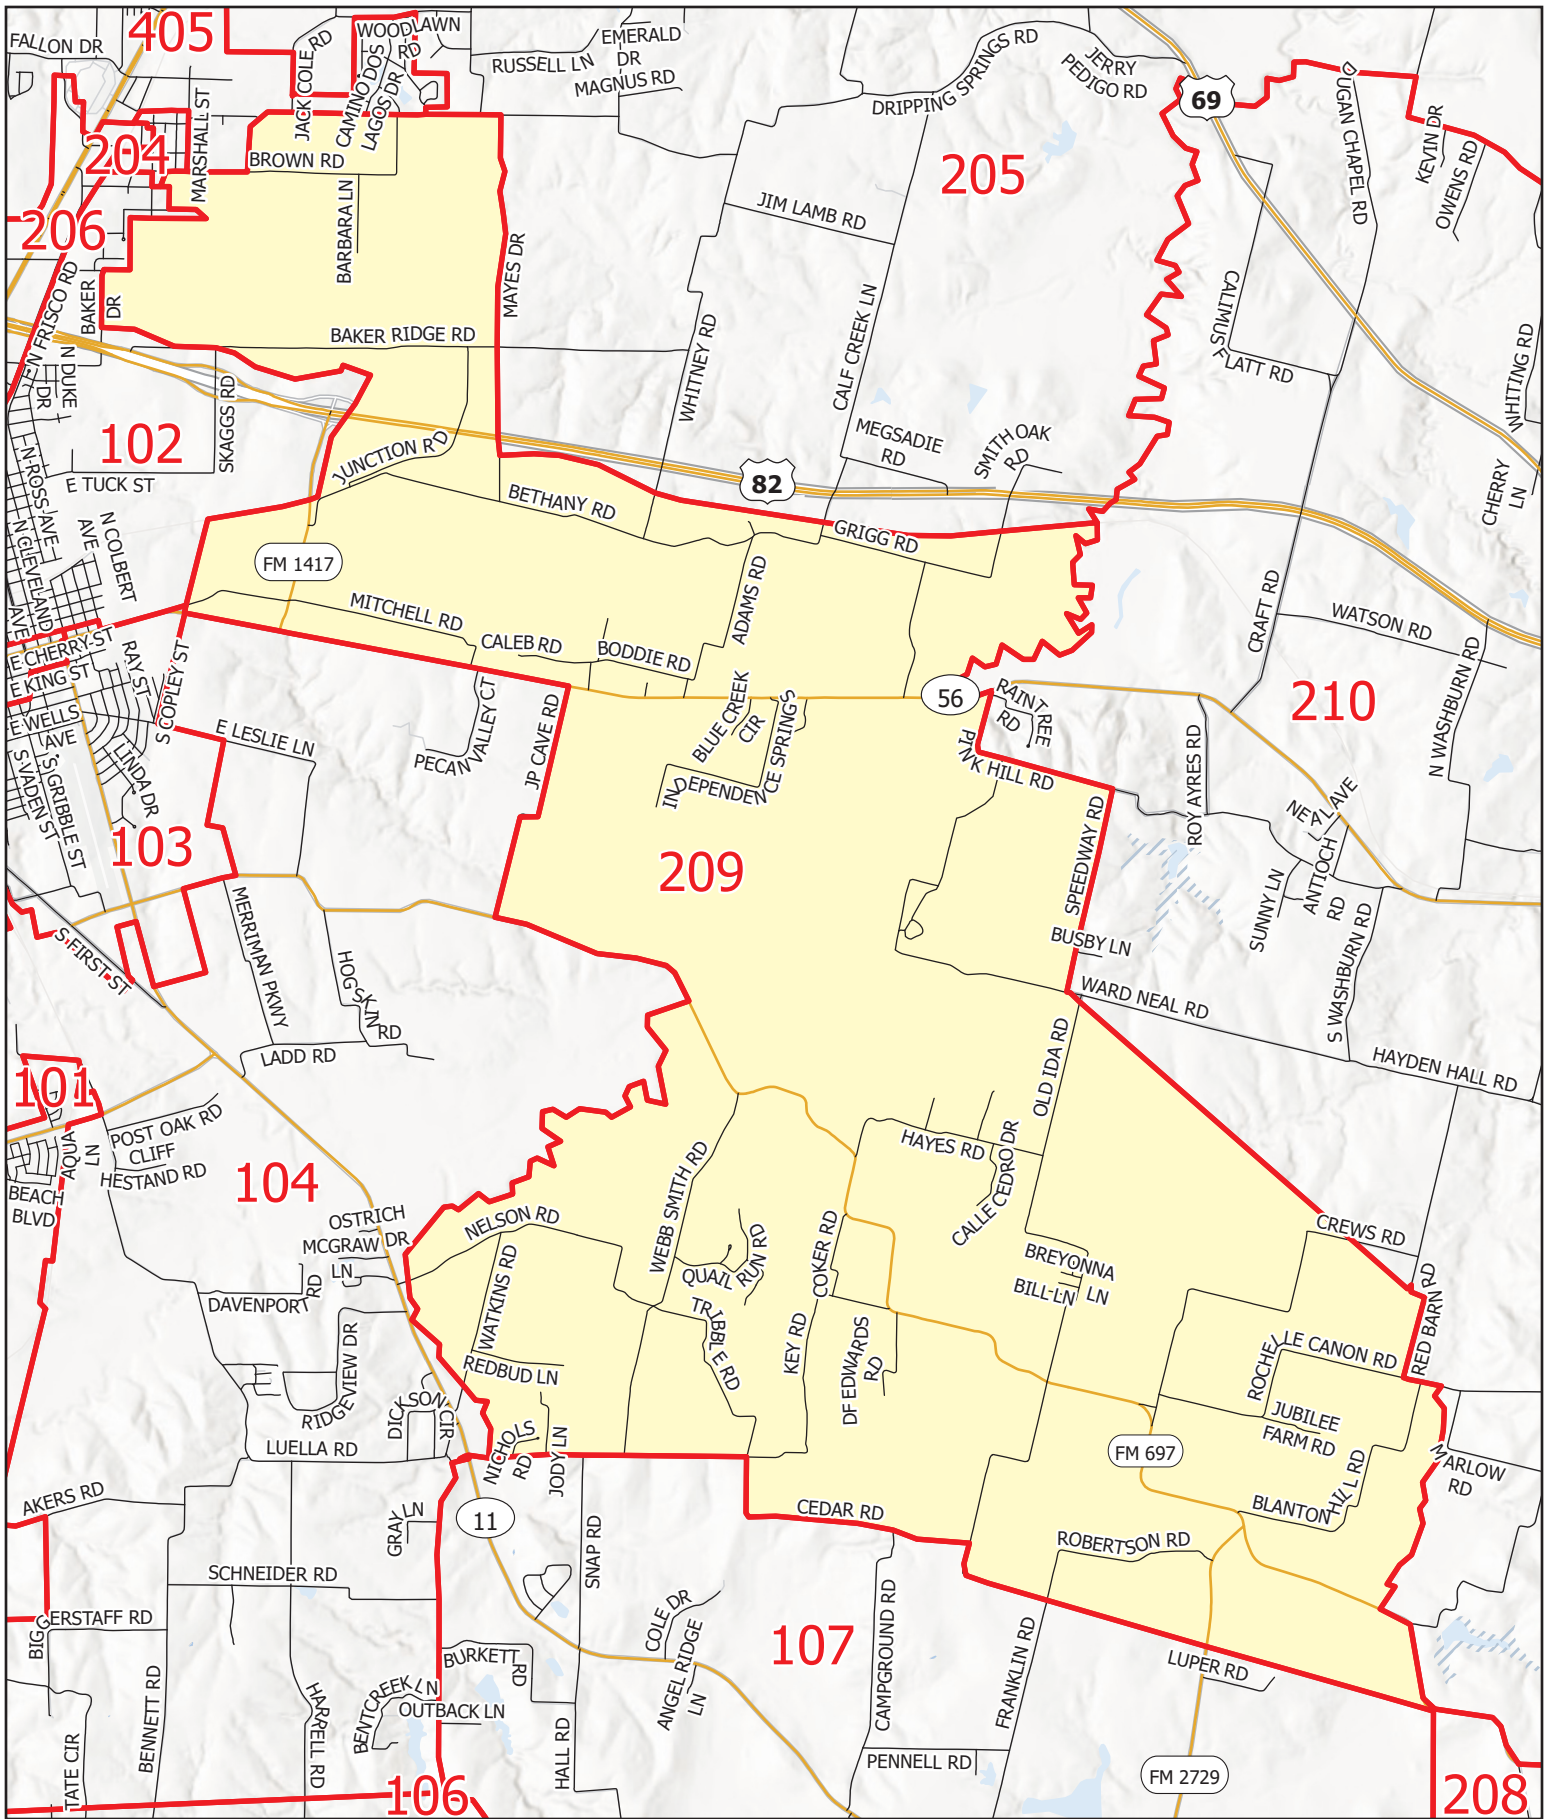 405
WOODLAWN
RD
FALLON DR
JACK COLE RD
CAMINO DOS
LAGOS DR
RUSSELL LN
EMERALD
DR
MAGNUS RD
DRIPPING SPRINGS RD
JERRY
PEDIGO RD
69
DUGAN CHAPEL RD
KEVIN DR
OWENS RD
204
MARSHALL ST
BROWN RD
205
BARBARA LN
JIM LAMB RD
206
MAYES DR
N FRISCO RD
BAKER
DR
BAKER RIDGE RD
CALF CREEK LN
CALIMUS
FLATT RD
WHITNEY RD
WHITING RD
N DUKE
DR
SKAGGS RD
102
JUNCTION RD
MEGSADIE
RD
SMITH OAK
RD
N ROSS AVE
E TUCK ST
82
CHERRY
LN
BETHANY RD
GRIGG RD
N COLBERT
AVE
N CLEVELAND
AVE
FM 1417
ADAMS RD
CRAFT RD
MITCHELL RD
WATSON RD
E CHERRY ST
CALEB RD
BODDIE RD
E KING ST
RAY ST
S COPLEY ST
N WASHBURN RD
56
RAINTREE
RD
210
E WELLS
AVE
E LESLIE LN
PECAN VALLEY CT
JP CAVE RD
BLUE CREEK
CIR
INDEPENDENCE SPRINGS
PINK HILL RD
ROY AYRES RD
S VADEN ST
S GRIBBLE ST
LINDA DR
103
NEAL AVE
SPEEDWAY RD
209
SUNNY LN
ANTIOCH
RD
MERRIMAN PKWY
S FIRST ST
HOGSKIN
RD
BUSBY LN
WARD NEAL RD
S WASHBURN RD
LADD RD
OLD IDA RD
HAYDEN HALL RD
101
POST OAK RD
CLIFF
HESTAND RD
AQUA
LN
HAYES RD
CALLE CEDRO DR
BEACH
BLVD
104
WEBB SMITH RD
OSTRICH
NELSON RD
MCGRAW DR
LN
CREWS RD
QUAIL RUN RD
COKER RD
BREYONNA
LN
BILL LN
DAVENPORT
RD
WATKINS RD
RED BARN RD
TRIBBLE RD
KEY RD
DF EDWARDS
RD
ROCHELLE CANON RD
RIDGEVIEW DR
REDBUD LN
DICKSON
CIR
JUBILEE
FARM RD
LUELLA RD
NICHOLS
RD
JODY LN
FM 697
MARLOW
RD
AKERS RD
BLANTON HILL RD
GRAY LN
11
CEDAR RD
ROBERTSON RD
SNAP RD
SCHNEIDER RD
COLE DR
CAMPGROUND RD
BIGGERSTAFF RD
FRANKLIN RD
107
BURKETT
RD
ANGEL RIDGE
LN
LUPER RD
BENNETT RD
HARRELL RD
BENTCREEK LN
OUTBACK LN
TATE CIR
HALL RD
PENNELL RD
FM 2729
106
208